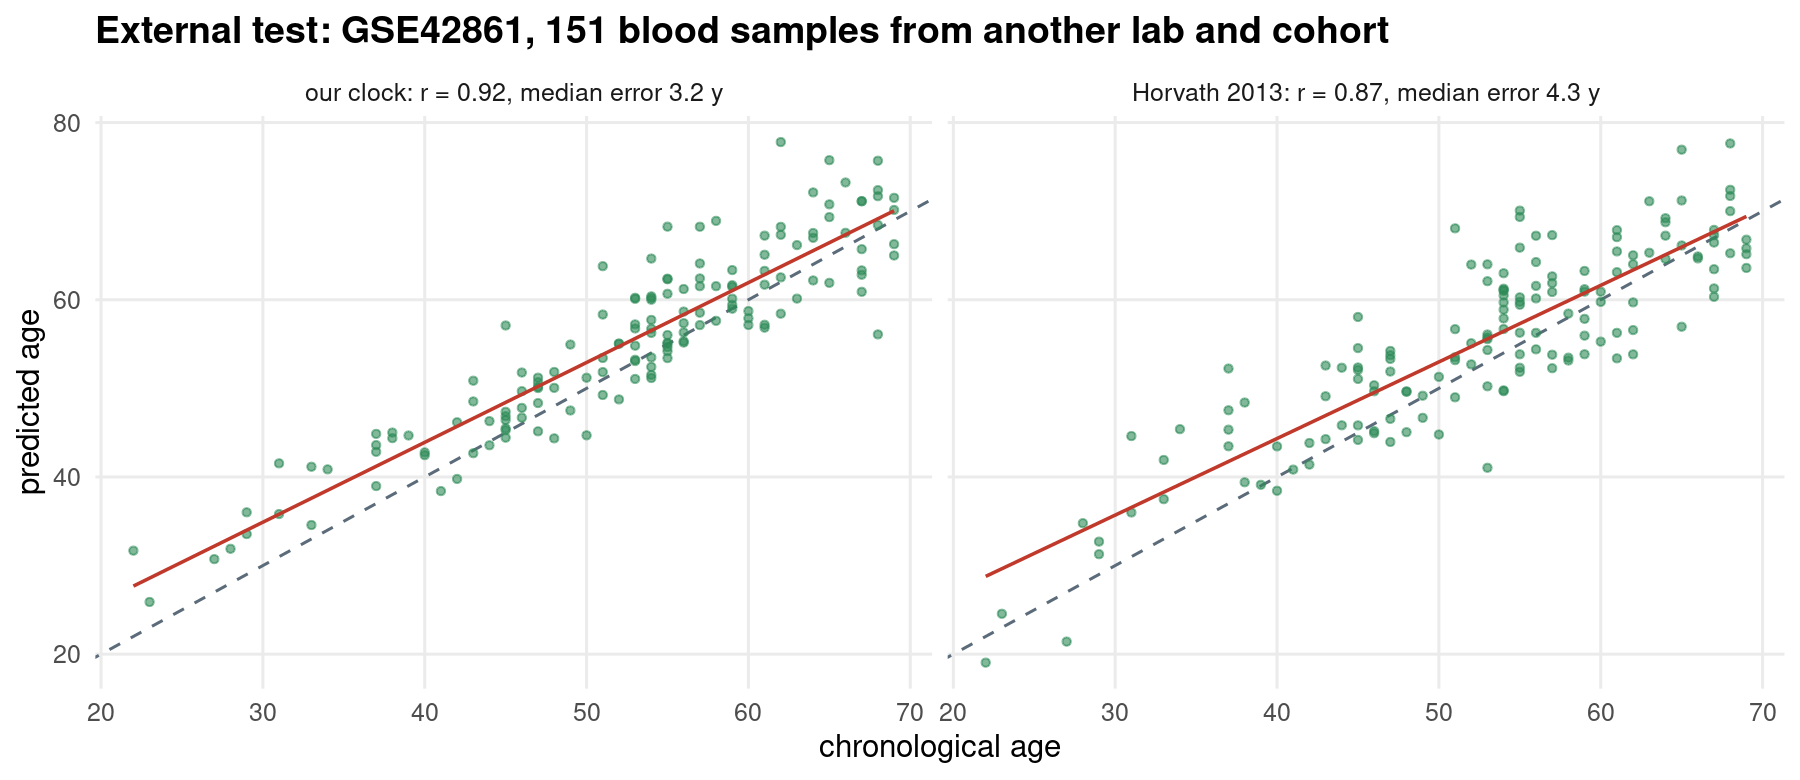 External test: GSE42861, 151 blood samples from another lab and cohort
our clock: r = 0.92, median error 3.2 y
Horvath 2013: r = 0.87, median error 4.3 y
80
60
40
20
predicted age
20 30 40 50 60 70
20 30 40 50 60 70
chronological age